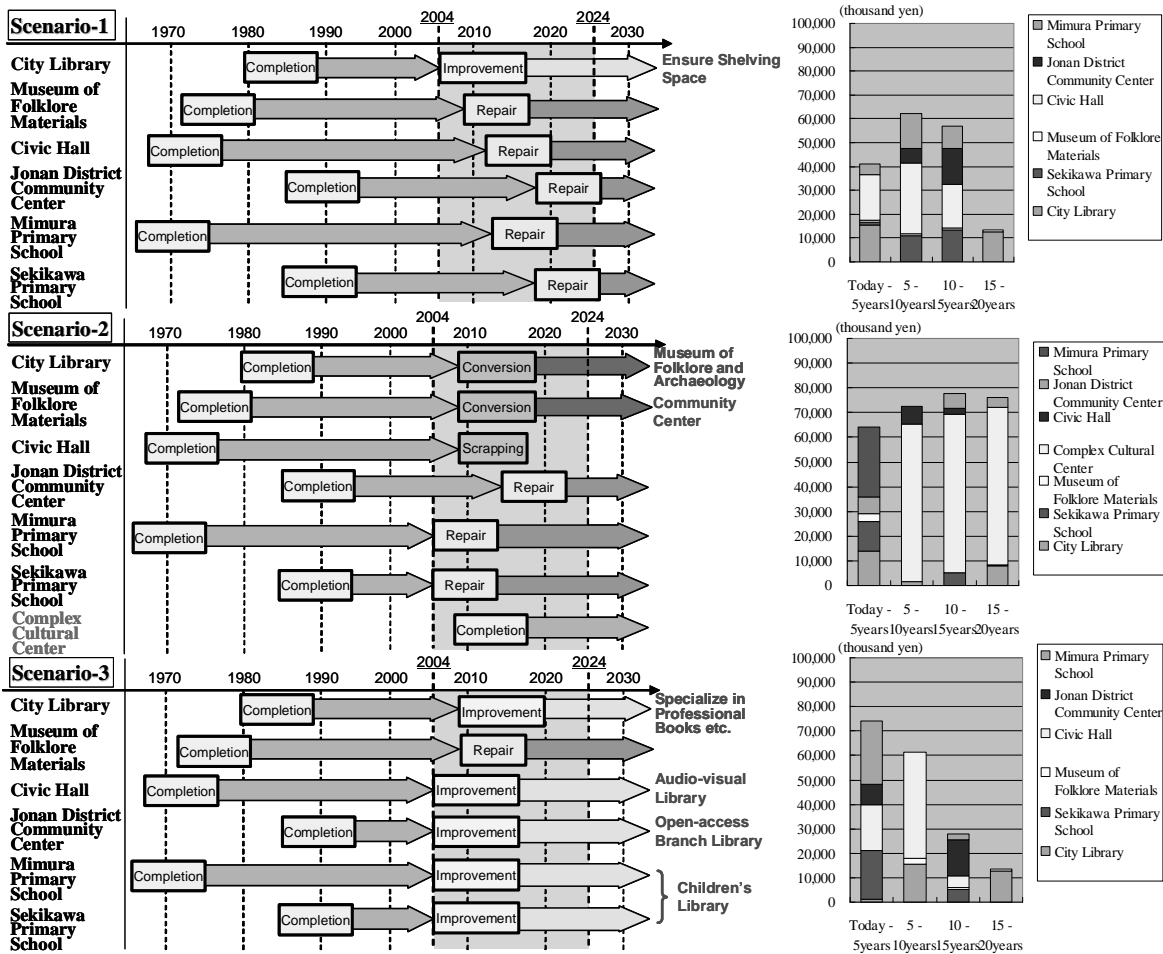 Scenario-1
1970
1980
1990
2000
2004
2010
2020
2024
2030
City Library
Completion
Improvement
Ensure Shelving
Space
Museum of
Folklore
Materials
Completion
Repair
Civic Hall
Completion
Repair
Jonan District
Community
Center
Completion
Repair
Mimura
Primary
School
Completion
Repair
Sekikawa
Primary
School
Completion
Repair
(thousand yen)
100,000
90,000
80,000
70,000
60,000
50,000
40,000
30,000
20,000
10,000
0
Today -
5years
5 -
10years
10 -
15years
15 -
20years
Mimura Primary
School
Jonan District
Community Center
Civic Hall
Museum of Folklore
Materials
Sekikawa Primary
School
City Library
Scenario-2
1970
1980
1990
2000
2004
2010
2020
2024
2030
City Library
Completion
Conversion
Museum of
Folklore and
Archaeology
Museum of
Folklore
Materials
Completion
Conversion
Community
Center
Civic Hall
Completion
Scrapping
Jonan District
Community
Center
Completion
Repair
Mimura
Primary
School
Completion
Repair
Sekikawa
Primary
School
Completion
Repair
Complex
Cultural
Center
Completion
(thousand yen)
100,000
90,000
80,000
70,000
60,000
50,000
40,000
30,000
20,000
10,000
0
Today -
5years
5 -
10years
10 -
15years
15 -
20years
Mimura Primary
School
Jonan District
Community Center
Civic Hall
Complex Cultural
Center
Museum of
Folklore Materials
Sekikawa Primary
School
City Library
Scenario-3
1970
1980
1990
2000
2004
2010
2020
2024
2030
City Library
Completion
Improvement
Specialize in
Professional
Books etc.
Museum of
Folklore
Materials
Completion
Repair
Civic Hall
Completion
Improvement
Audio-visual
Library
Jonan District
Community
Center
Completion
Improvement
Open-access
Branch Library
Mimura
Primary
School
Completion
Improvement
Sekikawa
Primary
School
Completion
Improvement
Children's
Library
(thousand yen)
100,000
90,000
80,000
70,000
60,000
50,000
40,000
30,000
20,000
10,000
0
Today -
5years
5 -
10years
10 -
15years
15 -
20years
Mimura Primary
School
Jonan District
Community Center
Civic Hall
Museum of
Folklore Materials
Sekikawa Primary
School
City Library